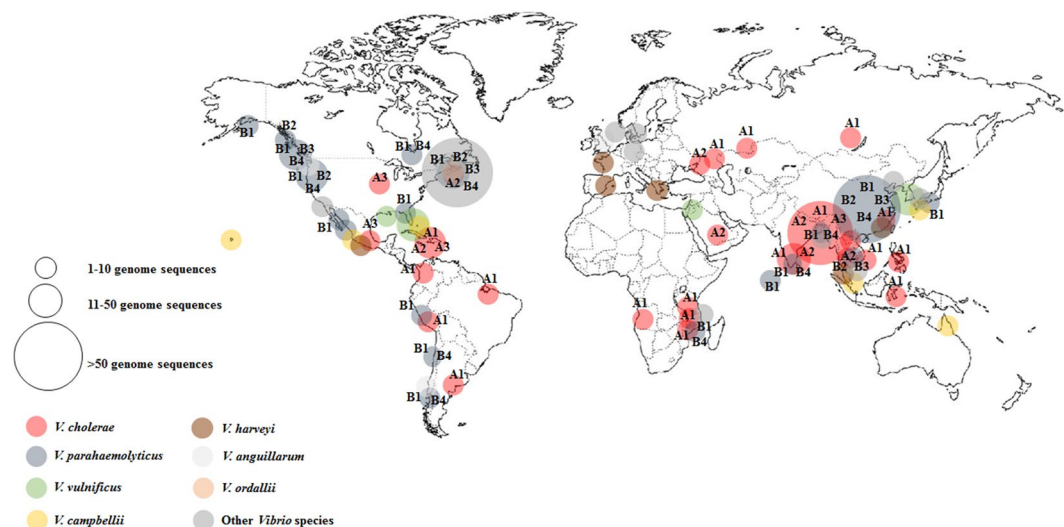 B1
B2
B3
B4
B1
B2
B4
B1 B4
A3
B1 B2
B3
A2 B4
A3
A1
A2 A3
A1
A1
B1
A1
B1 B4
A1
B1 B4
A1
A1
A1
A2
A2
A1
A1
A1
B1
A1
B4
B1
B2 B3
B4
A1
A2 A3
B1 B4
A1
B1
A1 A2
B1 B4
B1
A2
A1
B2 B3
A1
A1
1-10 genome sequences
11-50 genome sequences
>50 genome sequences
V. cholerae
V. parahaemolyticus
V. vulnificus
V. campbellii
V. harveyi
V. anguillarum
V. ordallii
Other Vibrio species